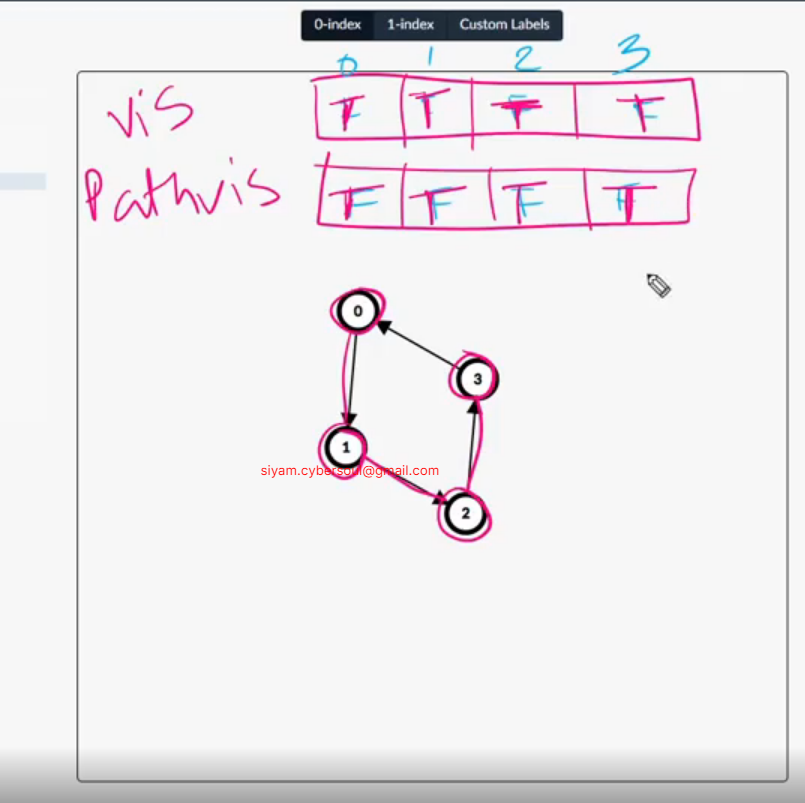 0-index 1-index Custom Labels
0 1 2 3
vis T T T T
Pathvis T T T T
0
3
1
siyam.cybersoul@gmail.com
2